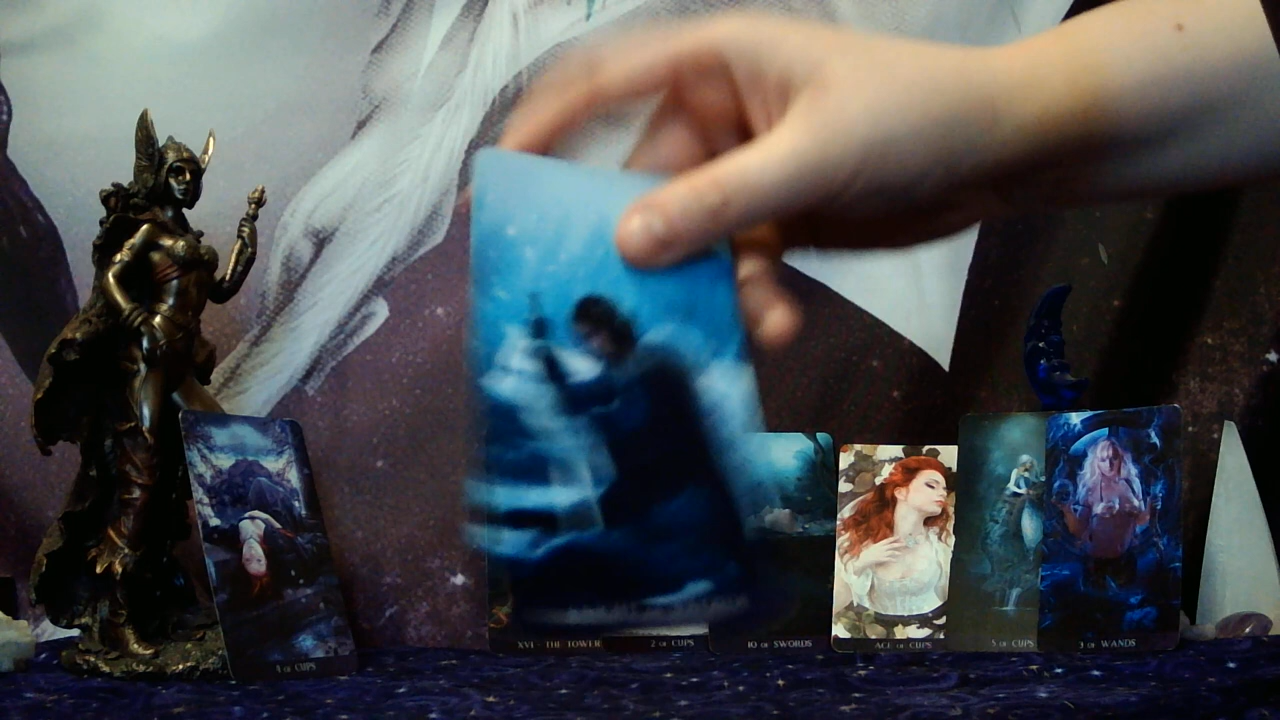 4 OF CUPS
XVI · THE TOWER
2 OF CUPS
10 OF SWORDS
ACE OF CUPS
5 OF CUPS
3 OF WANDS